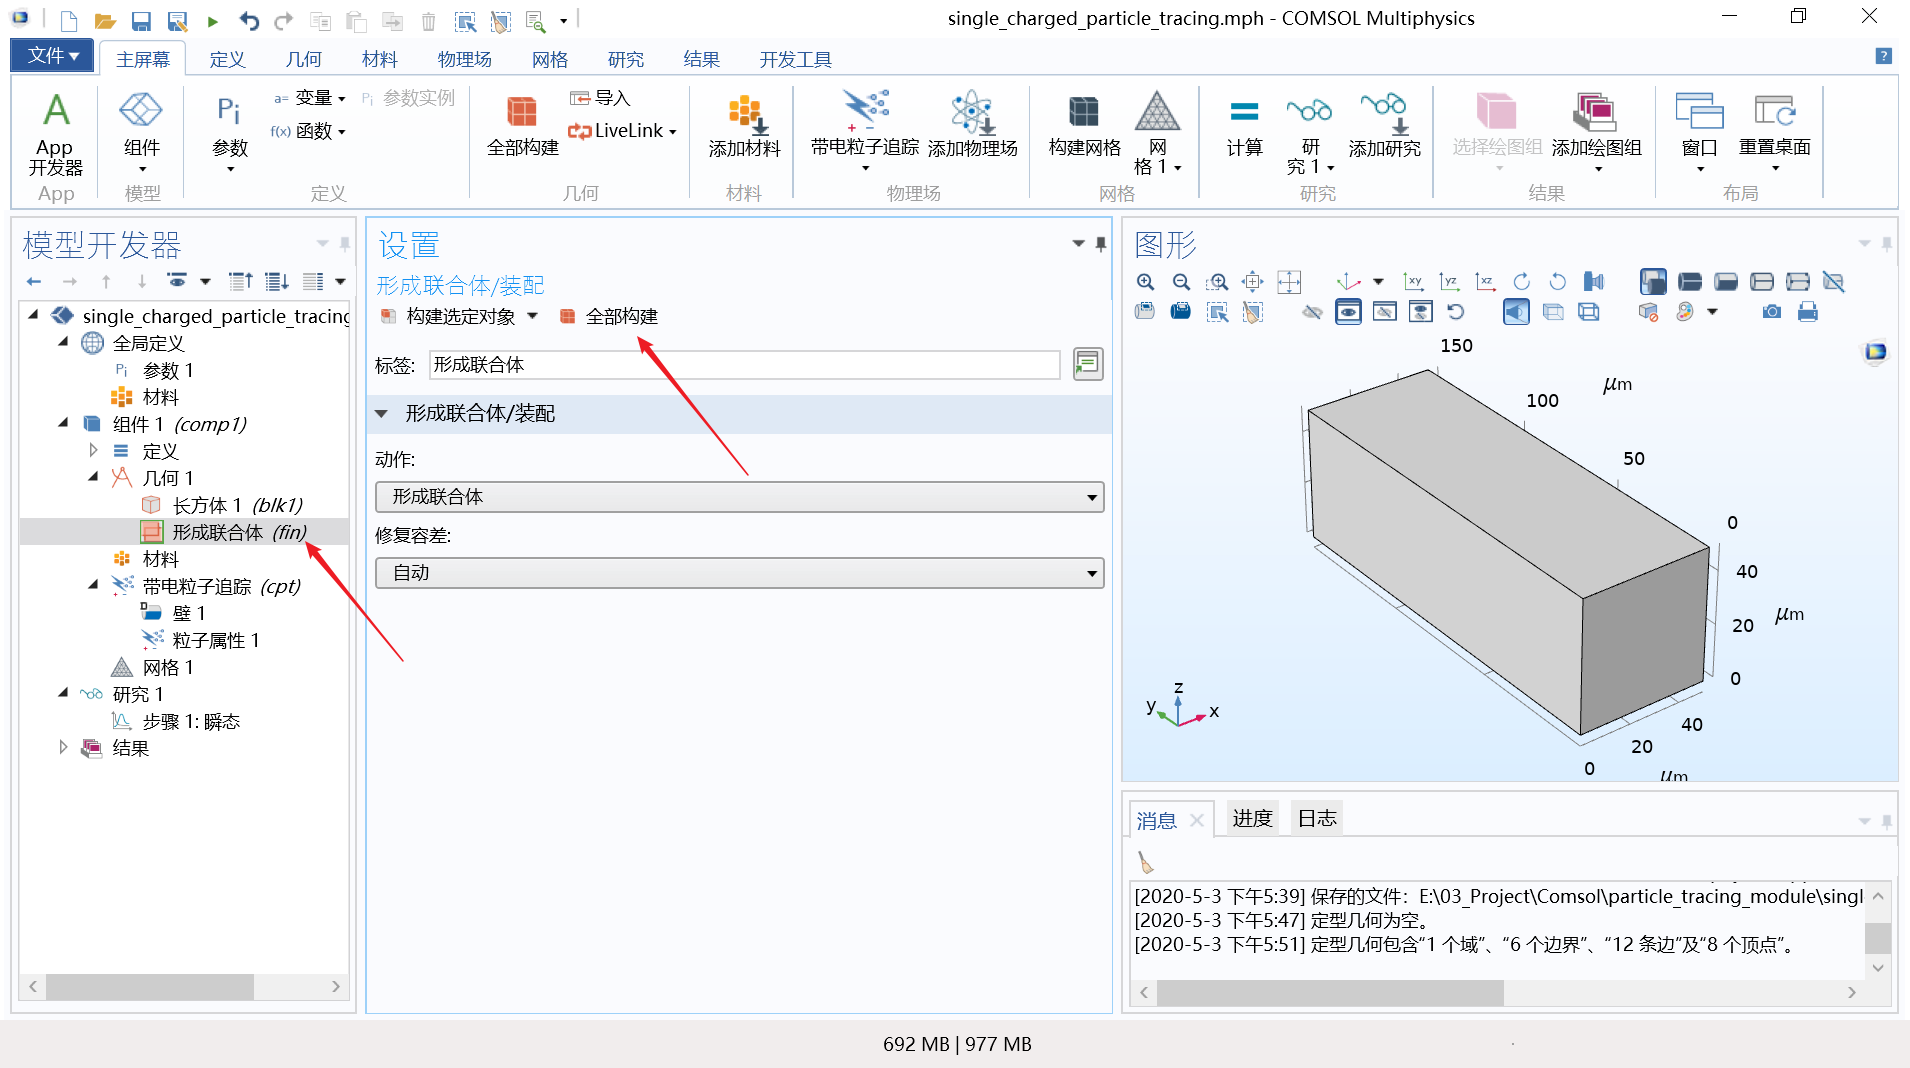 single_charged_particle_tracing.mph - COMSOL Multiphysics
文件 主屏幕 定义 几何 材料 物理场 网格 研究 结果 开发工具
App 开发器
组件
参数
a= 变量
Pi 参数实例
f(x) 函数
全部构建
导入
LiveLink
添加材料
带电粒子追踪
添加物理场
构建网格
网格 1
计算
研究 1
添加研究
选择绘图组
添加绘图组
窗口
重置桌面
App 模型 定义 几何 材料 物理场 网格 研究 结果 布局
模型开发器
single_charged_particle_tracing
全局定义
Pi 参数 1
材料
组件 1 (comp1)
定义
几何 1
长方体 1 (blk1)
形成联合体 (fin)
材料
带电粒子追踪 (cpt)
壁 1
粒子属性 1
网格 1
研究 1
步骤 1: 瞬态
结果
设置
形成联合体/装配
构建选定对象 全部构建
标签: 形成联合体
形成联合体/装配
动作:
形成联合体
修复容差:
自动
图形
xy yz xz
150
μm
100
50
0
40
μm
20
0
40
20
0
μm
z
y
x
消息 进度 日志
[2020-5-3 下午5:39] 保存的文件：E:\03_Project\Comsol\particle_tracing_module\singl
[2020-5-3 下午5:47] 定型几何为空。
[2020-5-3 下午5:51] 定型几何包含“1 个域”、“6 个边界”、“12 条边”及“8 个顶点”。
692 MB | 977 MB